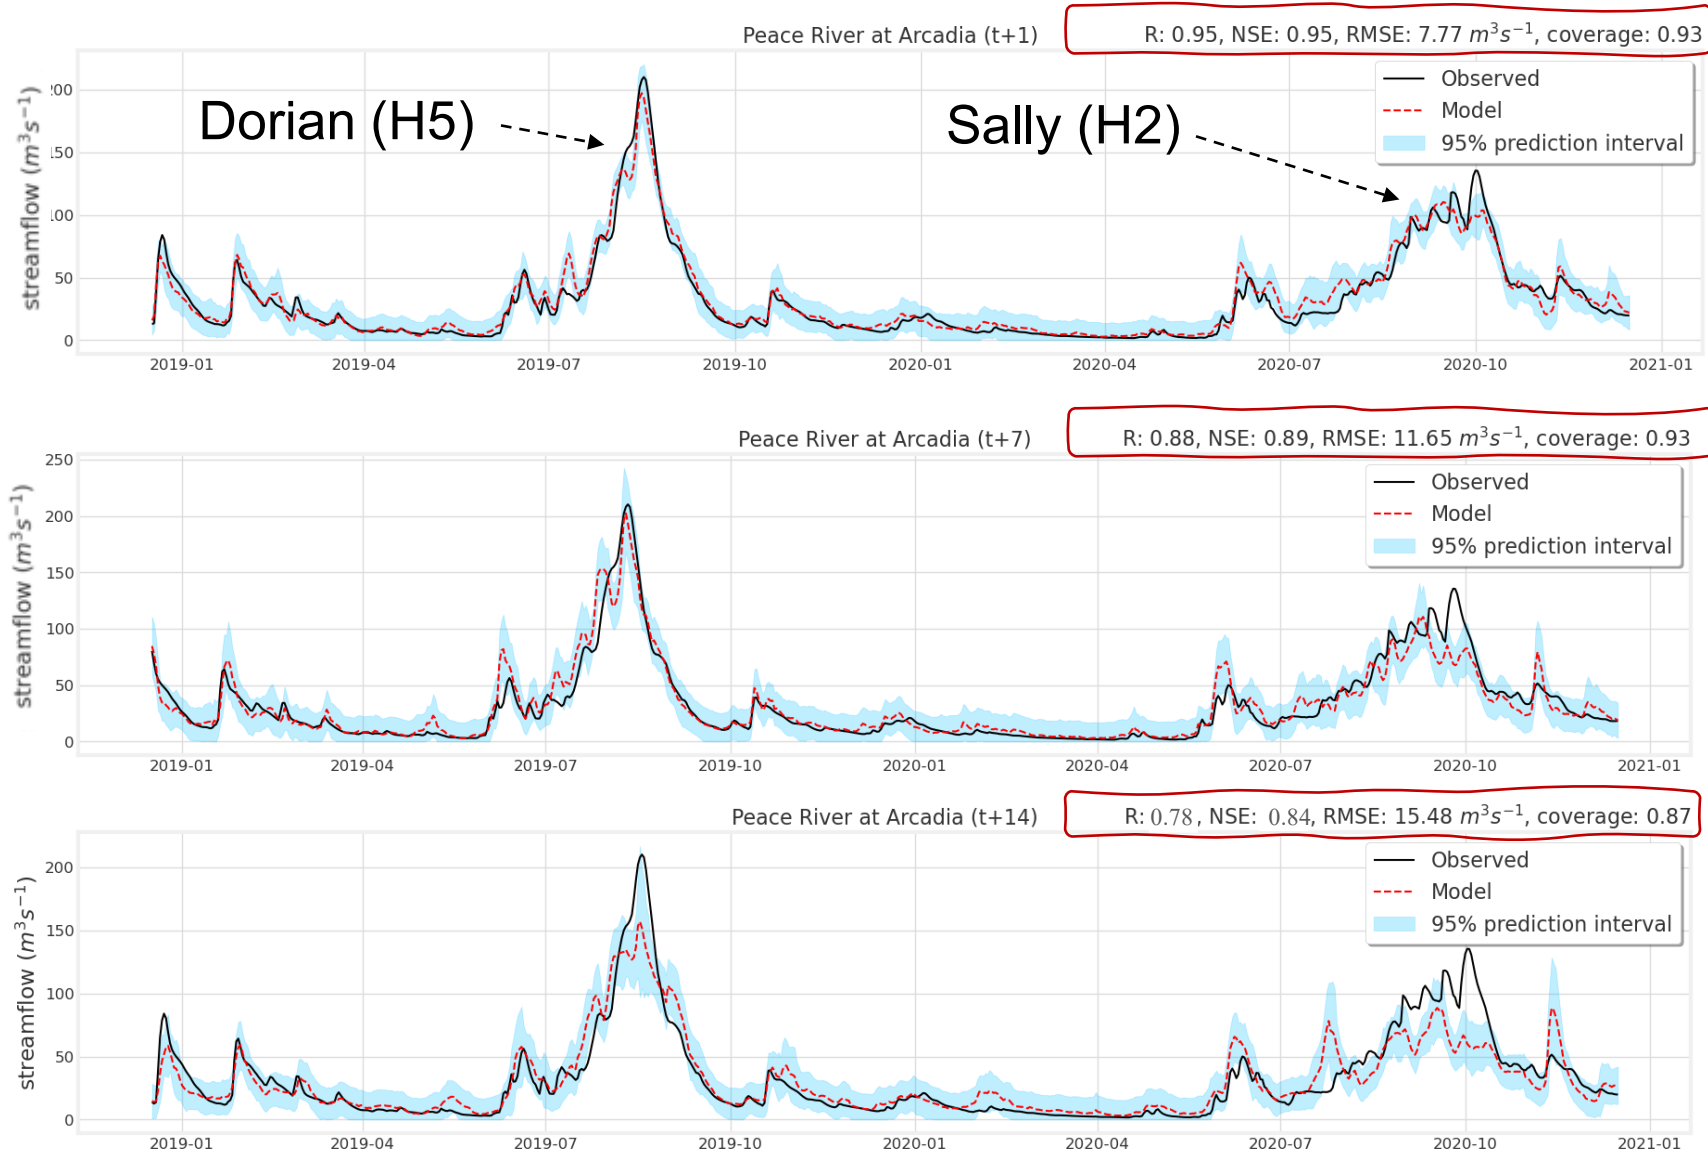 Peace River at Arcadia (t+1) R: 0.95, NSE: 0.95, RMSE: 7.77 m³s⁻¹, coverage: 0.93
streamflow (m³s⁻¹)
200
150
100
50
0
Dorian (H5)
Sally (H2)
Observed
Model
95% prediction interval
2019-01 2019-04 2019-07 2019-10 2020-01 2020-04 2020-07 2020-10 2021-01
Peace River at Arcadia (t+7) R: 0.88, NSE: 0.89, RMSE: 11.65 m³s⁻¹, coverage: 0.93
streamflow (m³s⁻¹)
250
200
150
100
50
0
Observed
Model
95% prediction interval
2019-01 2019-04 2019-07 2019-10 2020-01 2020-04 2020-07 2020-10 2021-01
Peace River at Arcadia (t+14) R: 0.78, NSE: 0.84, RMSE: 15.48 m³s⁻¹, coverage: 0.87
streamflow (m³s⁻¹)
200
150
100
50
0
Observed
Model
95% prediction interval
2019-01 2019-04 2019-07 2019-10 2020-01 2020-04 2020-07 2020-10 2021-01